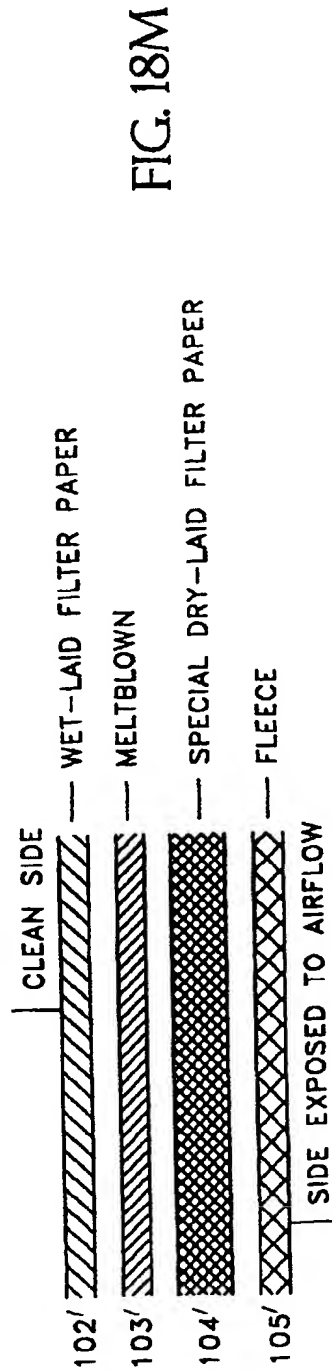 FIG. 18M
CLEAN SIDE
102′ WET-LAID FILTER PAPER
103′ MELTBLOWN
104′ SPECIAL DRY-LAID FILTER PAPER
105′ FLEECE
SIDE EXPOSED TO AIRFLOW